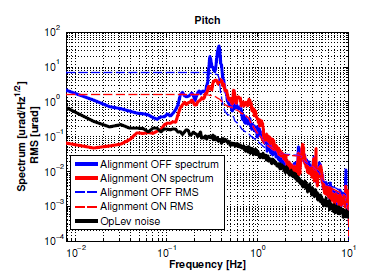 Pitch
Spectrum [urad/Hz^1/2]
RMS [urad]
10^2
10^1
10^0
10^-1
10^-2
10^-3
10^-4
Alignment OFF spectrum
Alignment ON spectrum
Alignment OFF RMS
Alignment ON RMS
OpLev noise
10^-2
10^-1
10^0
10^1
Frequency [Hz]